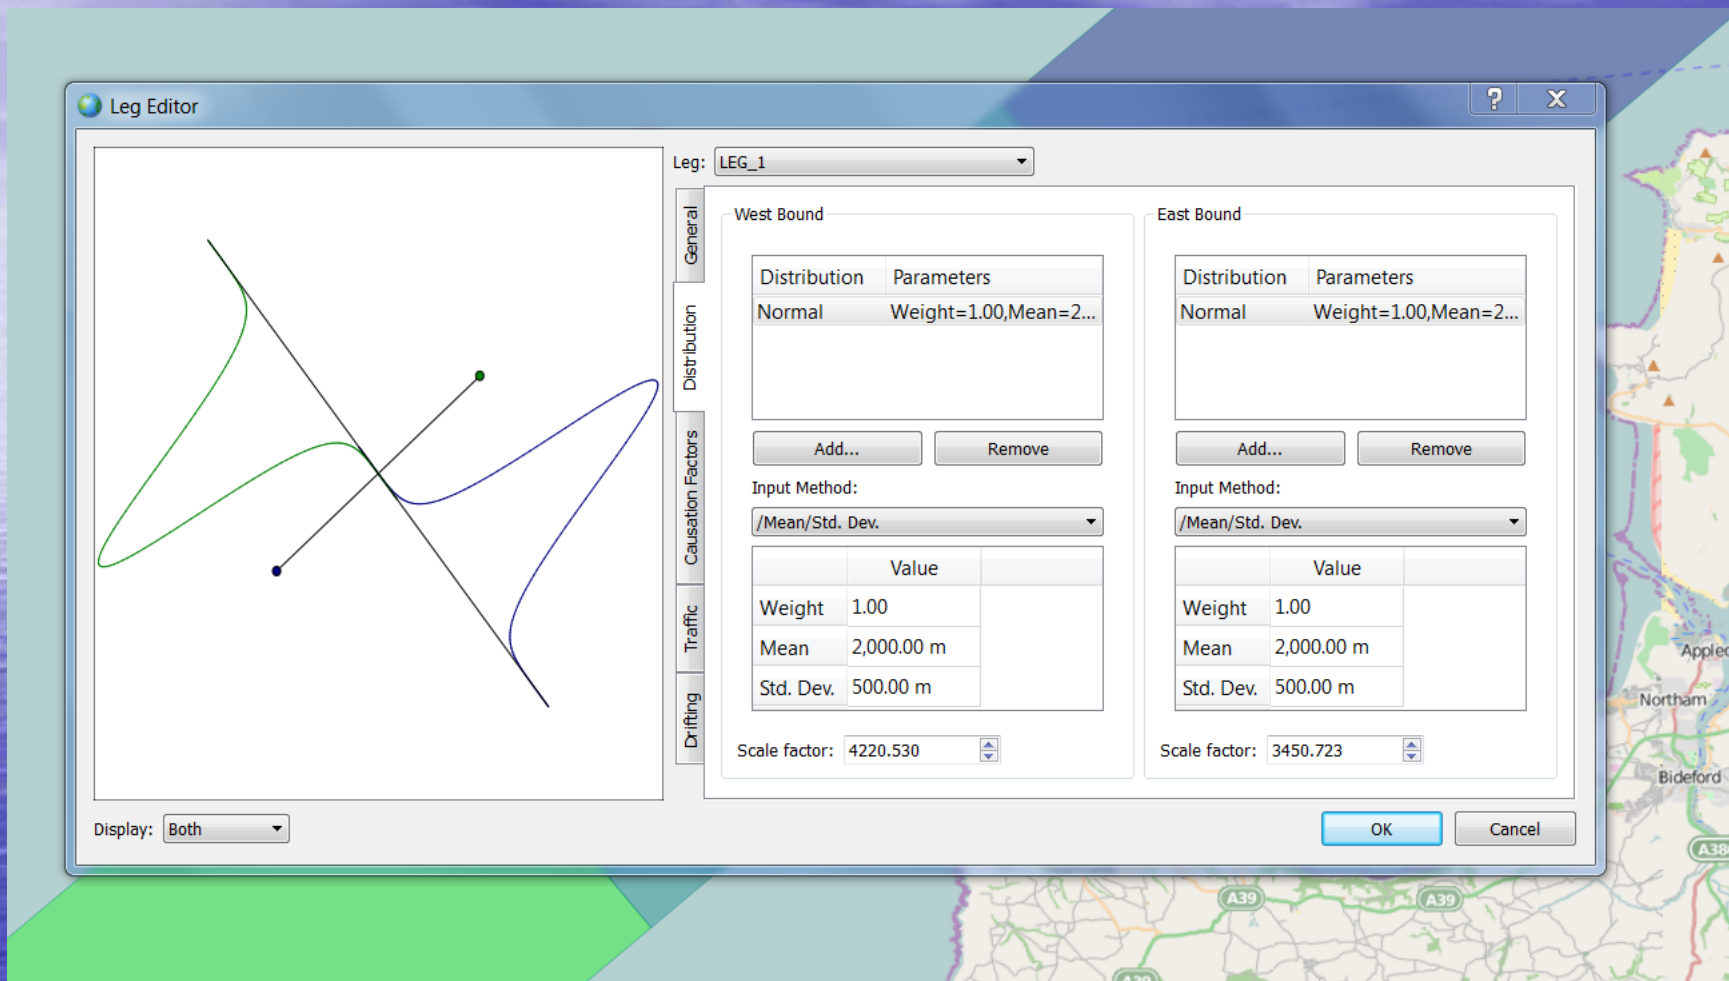 Leg Editor
Leg: LEG_1
General
Distribution
Causation Factors
Traffic
Drifting
West Bound
Distribution Parameters
Normal Weight=1.00,Mean=2...
Add... Remove
Input Method:
/Mean/Std. Dev.
Value
Weight 1.00
Mean 2,000.00 m
Std. Dev. 500.00 m
Scale factor: 4220.530
East Bound
Distribution Parameters
Normal Weight=1.00,Mean=2...
Add... Remove
Input Method:
/Mean/Std. Dev.
Value
Weight 1.00
Mean 2,000.00 m
Std. Dev. 500.00 m
Scale factor: 3450.723
Display: Both
OK Cancel
Northam
Bideford
A39
A39